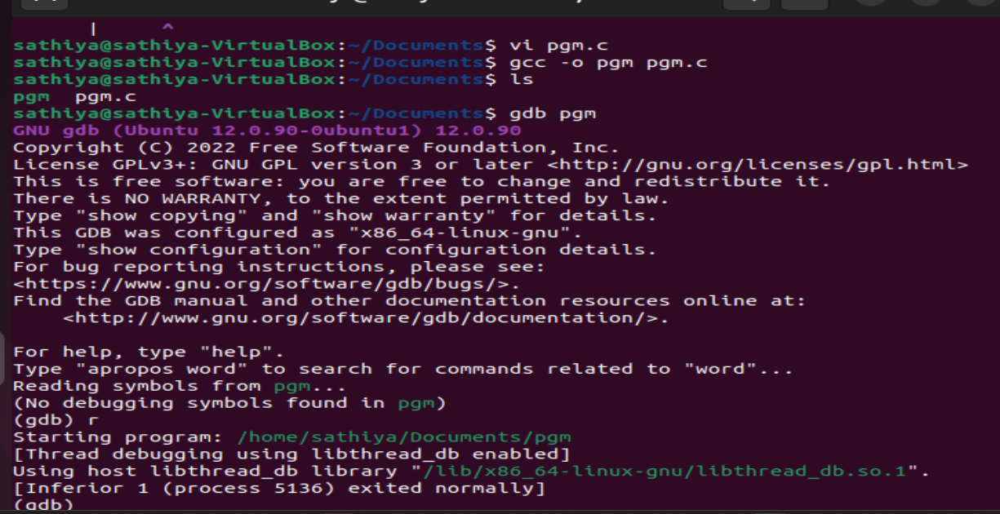 |       ^
sathiya@sathiya-VirtualBox:~/Documents$ vi pgm.c
sathiya@sathiya-VirtualBox:~/Documents$ gcc -o pgm pgm.c
sathiya@sathiya-VirtualBox:~/Documents$ ls
pgm  pgm.c
sathiya@sathiya-VirtualBox:~/Documents$ gdb pgm
GNU gdb (Ubuntu 12.0.90-0ubuntu1) 12.0.90
Copyright (C) 2022 Free Software Foundation, Inc.
License GPLv3+: GNU GPL version 3 or later <http://gnu.org/licenses/gpl.html>
This is free software: you are free to change and redistribute it.
There is NO WARRANTY, to the extent permitted by law.
Type "show copying" and "show warranty" for details.
This GDB was configured as "x86_64-linux-gnu".
Type "show configuration" for configuration details.
For bug reporting instructions, please see:
<https://www.gnu.org/software/gdb/bugs/>.
Find the GDB manual and other documentation resources online at:
    <http://www.gnu.org/software/gdb/documentation/>.
For help, type "help".
Type "apropos word" to search for commands related to "word"...
Reading symbols from pgm...
(No debugging symbols found in pgm)
(gdb) r
Starting program: /home/sathiya/Documents/pgm
[Thread debugging using libthread_db enabled]
Using host libthread_db library "/lib/x86_64-linux-gnu/libthread_db.so.1".
[Inferior 1 (process 5136) exited normally]
(gdb)